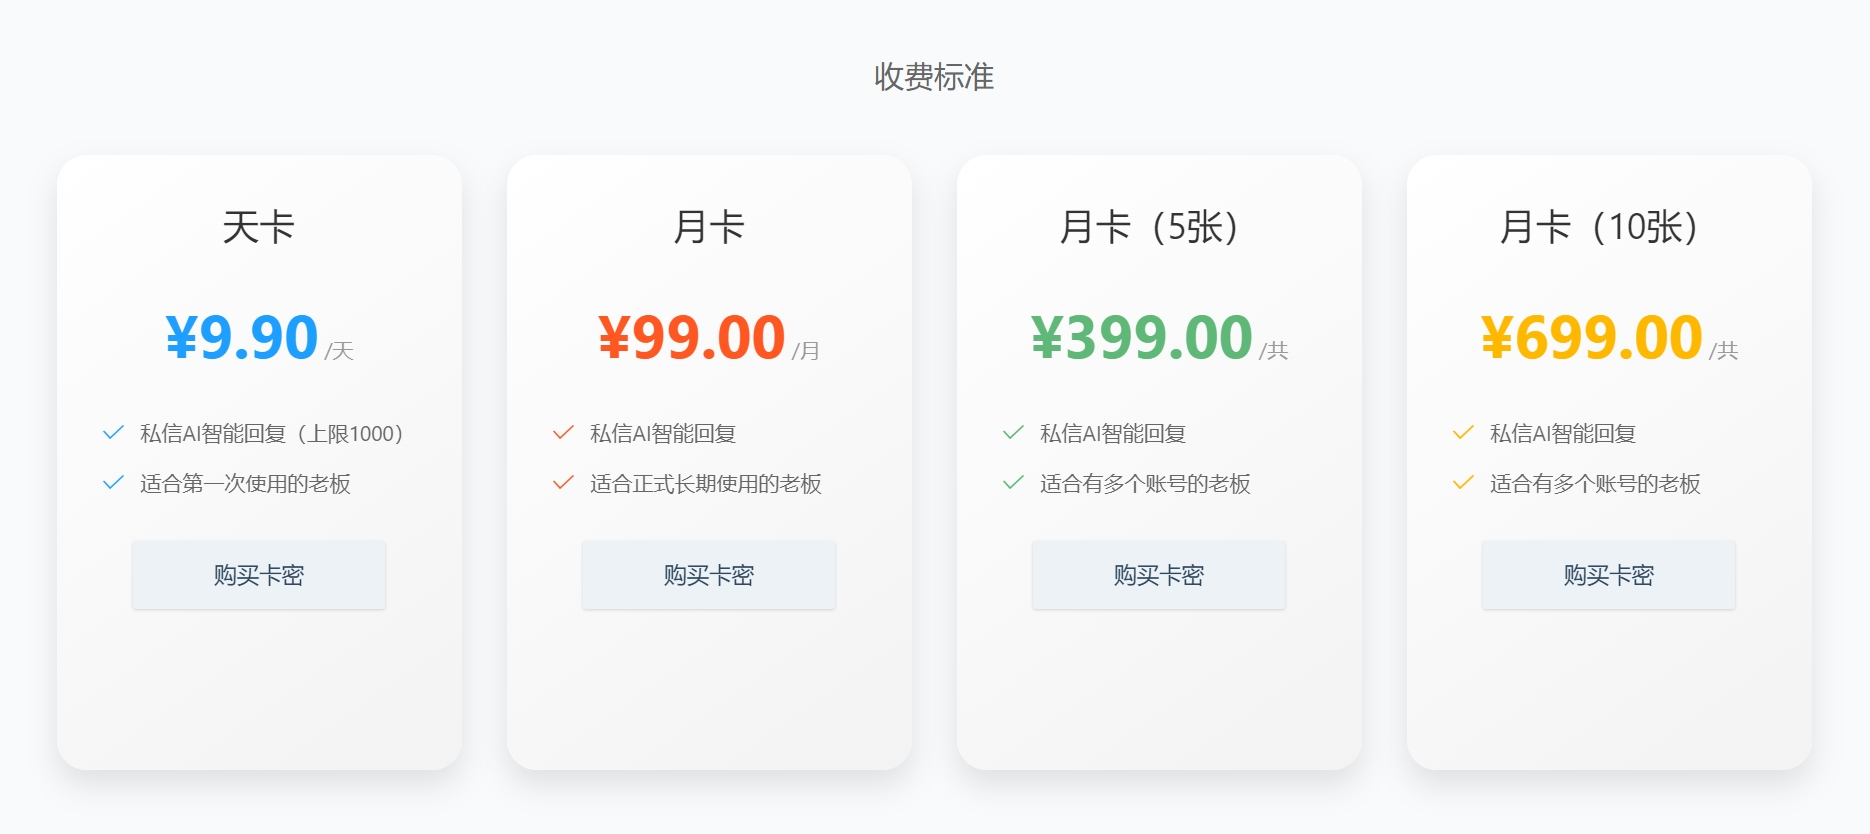 收费标准
天卡
¥9.90 /天
私信AI智能回复（上限1000）
适合第一次使用的老板
购买卡密
月卡
¥99.00 /月
私信AI智能回复
适合正式长期使用的老板
购买卡密
月卡（5张）
¥399.00 /共
私信AI智能回复
适合有多个账号的老板
购买卡密
月卡（10张）
¥699.00 /共
私信AI智能回复
适合有多个账号的老板
购买卡密